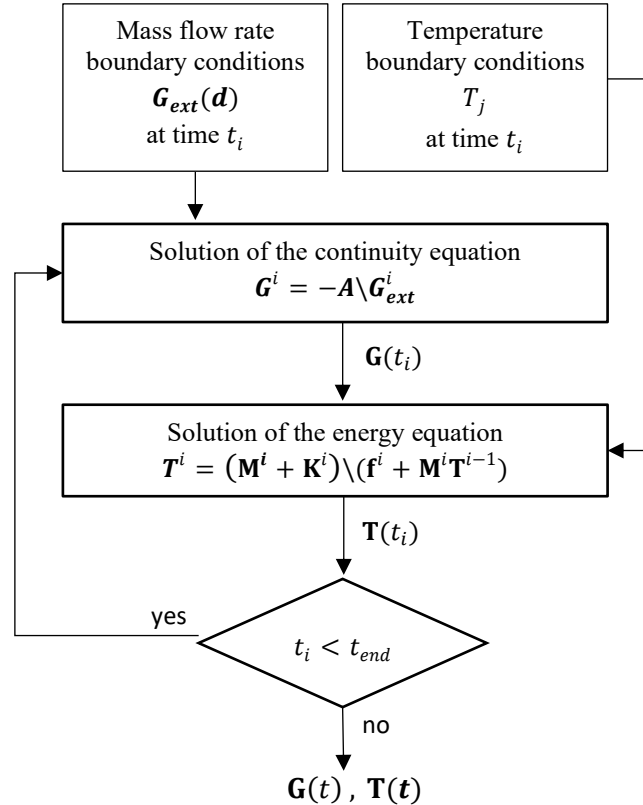 Mass flow rate
boundary conditions
G_ext(d)
at time t_i
Temperature
boundary conditions
T_j
at time t_i
Solution of the continuity equation
G^i = −A\G^i_ext
G(t_i)
Solution of the energy equation
T^i = (M^i + K^i)\(f^i + M^i T^{i−1})
T(t_i)
yes
t_i < t_end
no
G(t) , T(t)